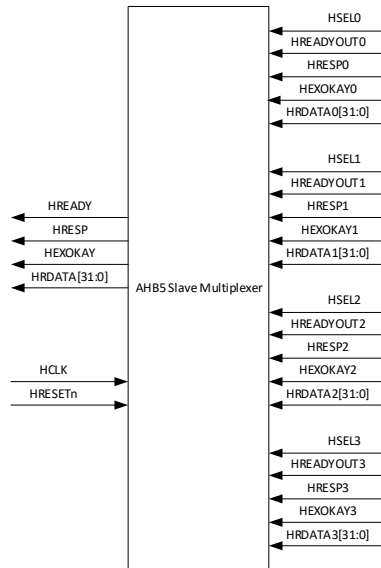 HSEL0
HREADYOUT0
HRESP0
HEXOKAY0
HRDATA0[31:0]
HSEL1
HREADYOUT1
HRESP1
HEXOKAY1
HRDATA1[31:0]
HREADY
HRESP
HEXOKAY
HRDATA[31:0]
AHB5 Slave Multiplexer
HSEL2
HREADYOUT2
HRESP2
HEXOKAY2
HRDATA2[31:0]
HCLK
HRESETn
HSEL3
HREADYOUT3
HRESP3
HEXOKAY3
HRDATA3[31:0]